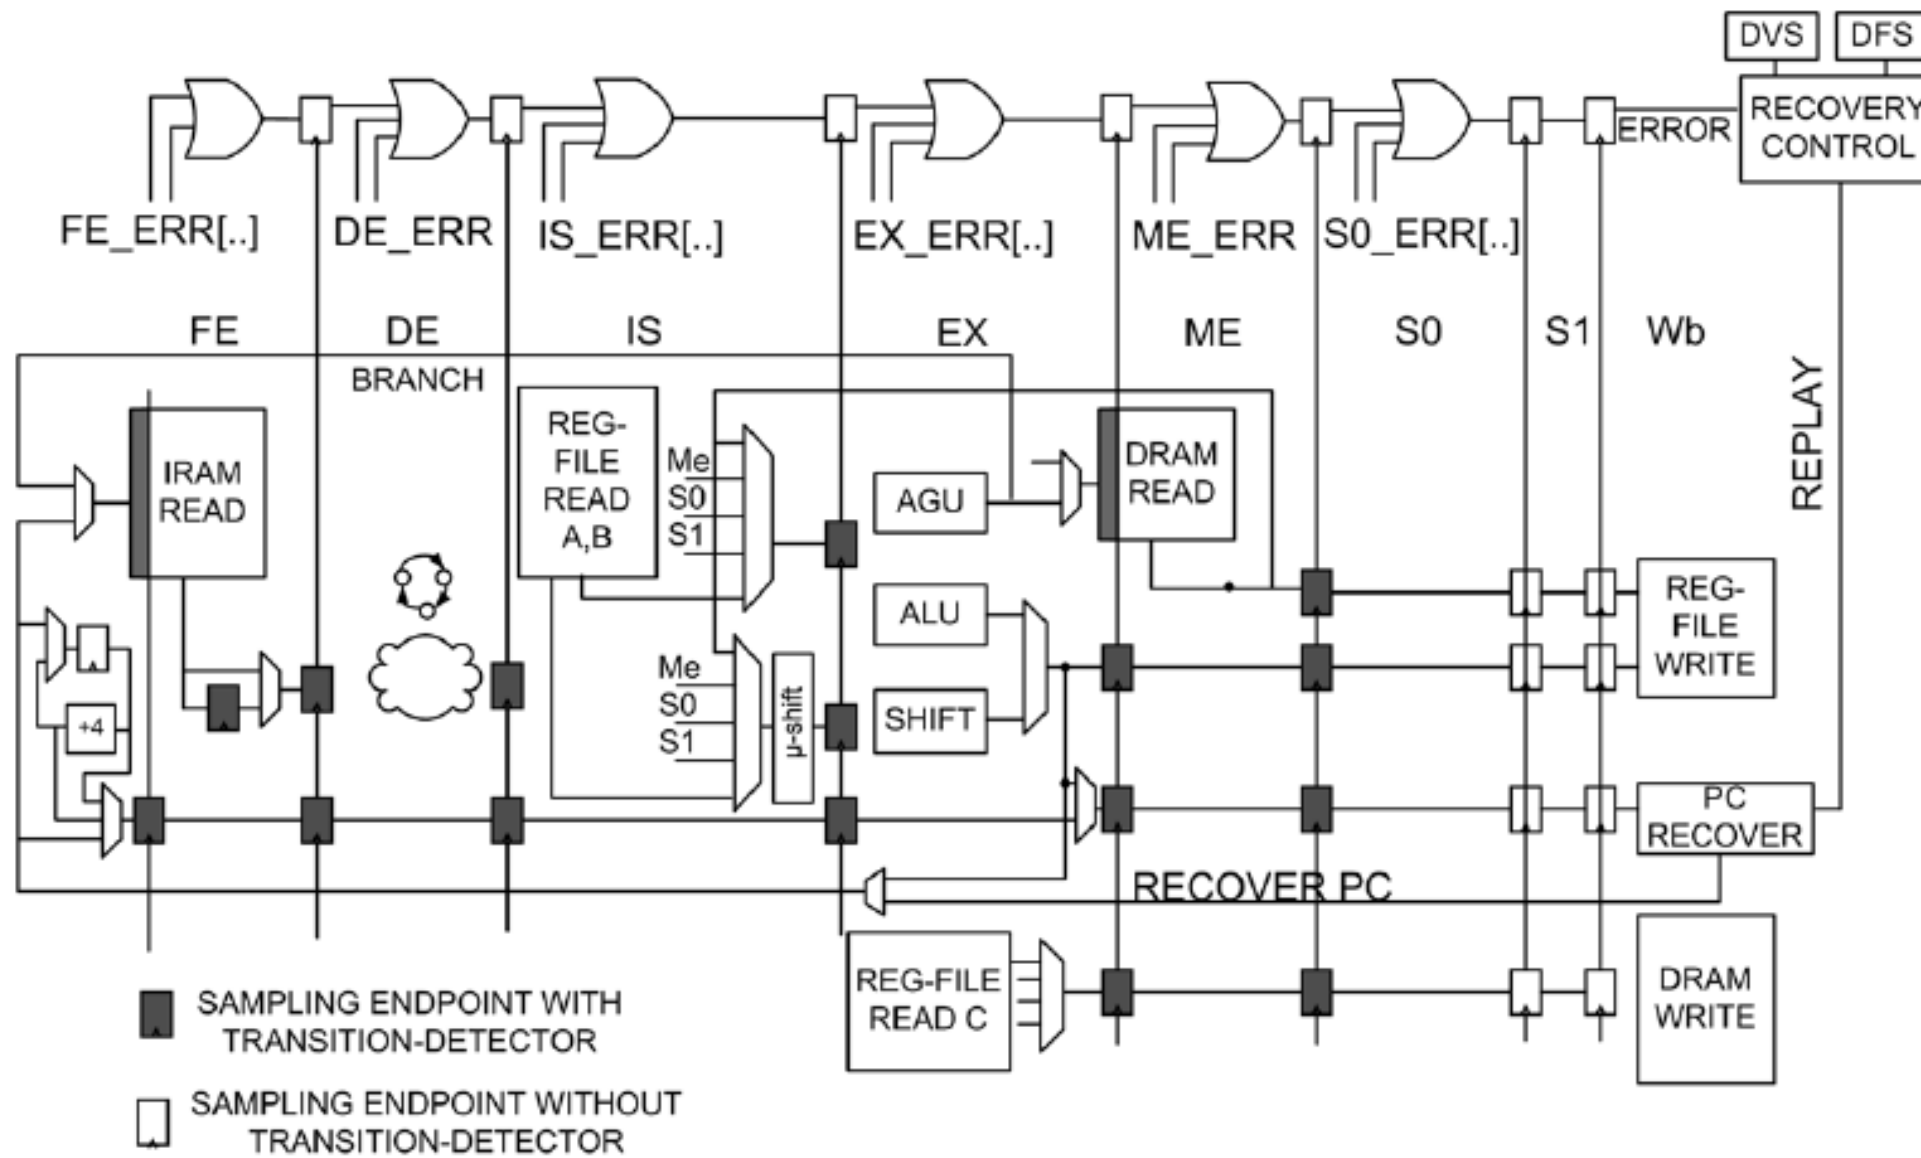 DVS
DFS
RECOVERY
CONTROL
ERROR
FE_ERR[..]
DE_ERR
IS_ERR[..]
EX_ERR[..]
ME_ERR
S0_ERR[..]
FE
DE
IS
EX
ME
S0
S1
Wb
BRANCH
REPLAY
IRAM
READ
REG-
FILE
READ
A,B
Me
S0
S1
AGU
DRAM
READ
ALU
SHIFT
Me
S0
S1
µ-shift
+4
REG-
FILE
WRITE
PC
RECOVER
RECOVER PC
REG-FILE
READ C
DRAM
WRITE
SAMPLING ENDPOINT WITH
TRANSITION-DETECTOR
SAMPLING ENDPOINT WITHOUT
TRANSITION-DETECTOR